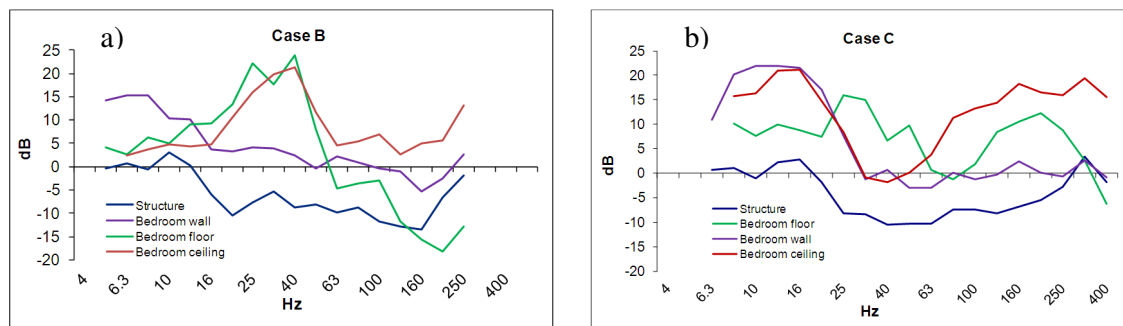 a)
Case B
25
20
15
10
5
0
-5
-10
-15
-20
dB
Structure
Bedroom wall
Bedroom floor
Bedroom ceiling
4 6.3 10 16 25 40 63 100 160 250 400
Hz
b)
Case C
25
20
15
10
5
0
-5
-10
-15
-20
dB
Structure
Bedroom floor
Bedroom wall
Bedroom ceiling
4 6.3 10 16 25 40 63 100 160 250 400
Hz